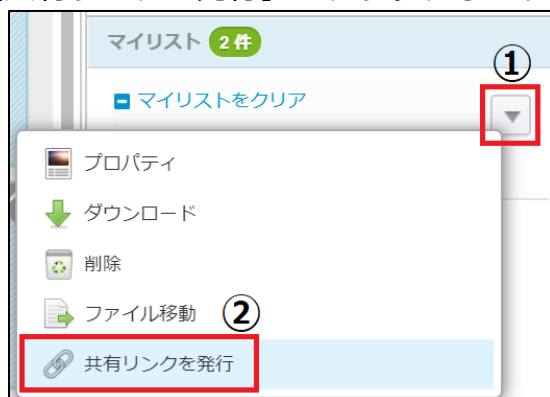 マイリスト 2件
①
マイリストをクリア
プロパティ
ダウンロード
削除
ファイル移動 ②
共有リンクを発行